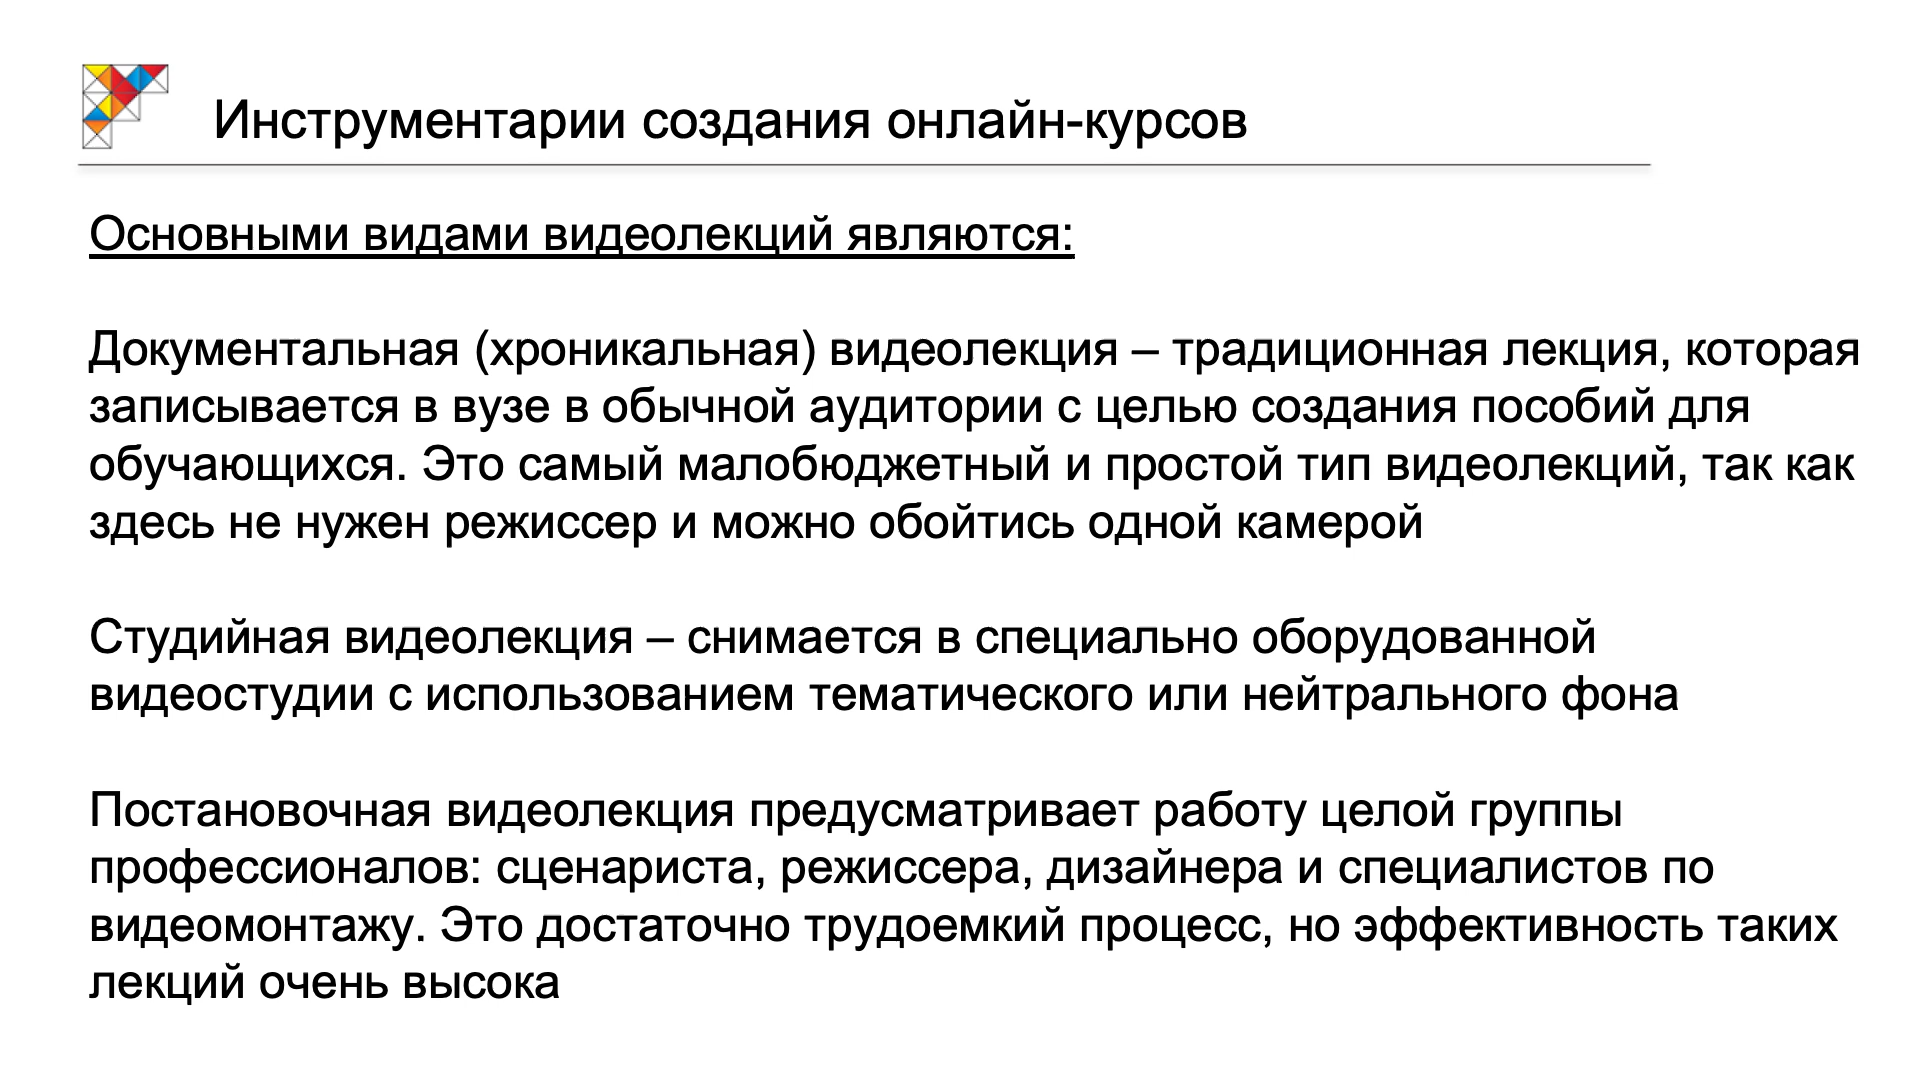 Инструментарии создания онлайн-курсов
Основными видами видеолекций являются:
Документальная (хроникальная) видеолекция – традиционная лекция, которая
записывается в вузе в обычной аудитории с целью создания пособий для
обучающихся. Это самый малобюджетный и простой тип видеолекций, так как
здесь не нужен режиссер и можно обойтись одной камерой
Студийная видеолекция – снимается в специально оборудованной
видеостудии с использованием тематического или нейтрального фона
Постановочная видеолекция предусматривает работу целой группы
профессионалов: сценариста, режиссера, дизайнера и специалистов по
видеомонтажу. Это достаточно трудоемкий процесс, но эффективность таких
лекций очень высока